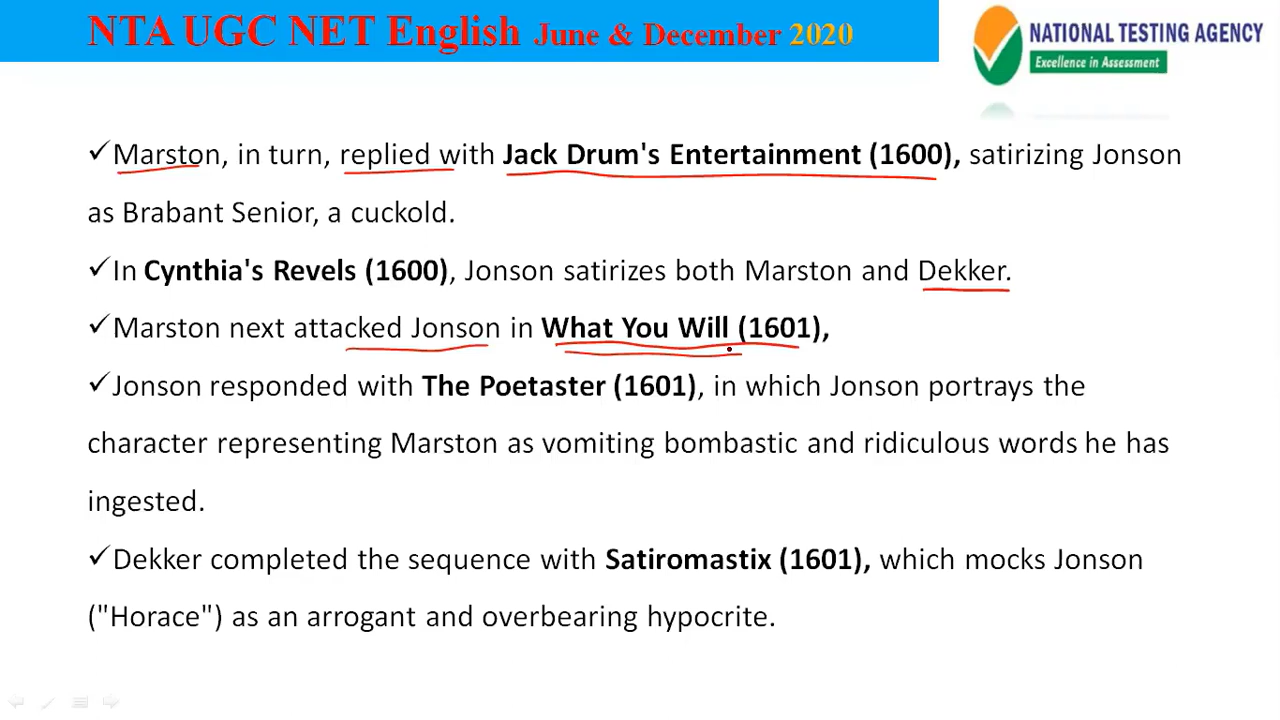 NTA UGC NET English June & December 2020
NATIONAL TESTING AGENCY
Excellence in Assessment
✓Marston, in turn, replied with Jack Drum's Entertainment (1600), satirizing Jonson
as Brabant Senior, a cuckold.
✓In Cynthia's Revels (1600), Jonson satirizes both Marston and Dekker.
✓Marston next attacked Jonson in What You Will (1601),
✓Jonson responded with The Poetaster (1601), in which Jonson portrays the
character representing Marston as vomiting bombastic and ridiculous words he has
ingested.
✓Dekker completed the sequence with Satiromastix (1601), which mocks Jonson
("Horace") as an arrogant and overbearing hypocrite.